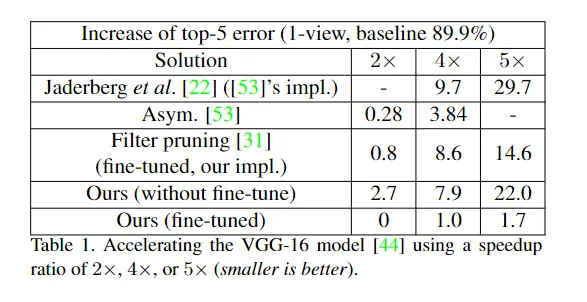 Increase of top-5 error (1-view, baseline 89.9%)
Solution 2× 4× 5×
Jaderberg et al. [22] ([53]'s impl.) - 9.7 29.7
Asym. [53] 0.28 3.84 -
Filter pruning [31]
(fine-tuned, our impl.) 0.8 8.6 14.6
Ours (without fine-tune) 2.7 7.9 22.0
Ours (fine-tuned) 0 1.0 1.7
Table 1. Accelerating the VGG-16 model [44] using a speedup
ratio of 2×, 4×, or 5× (smaller is better).